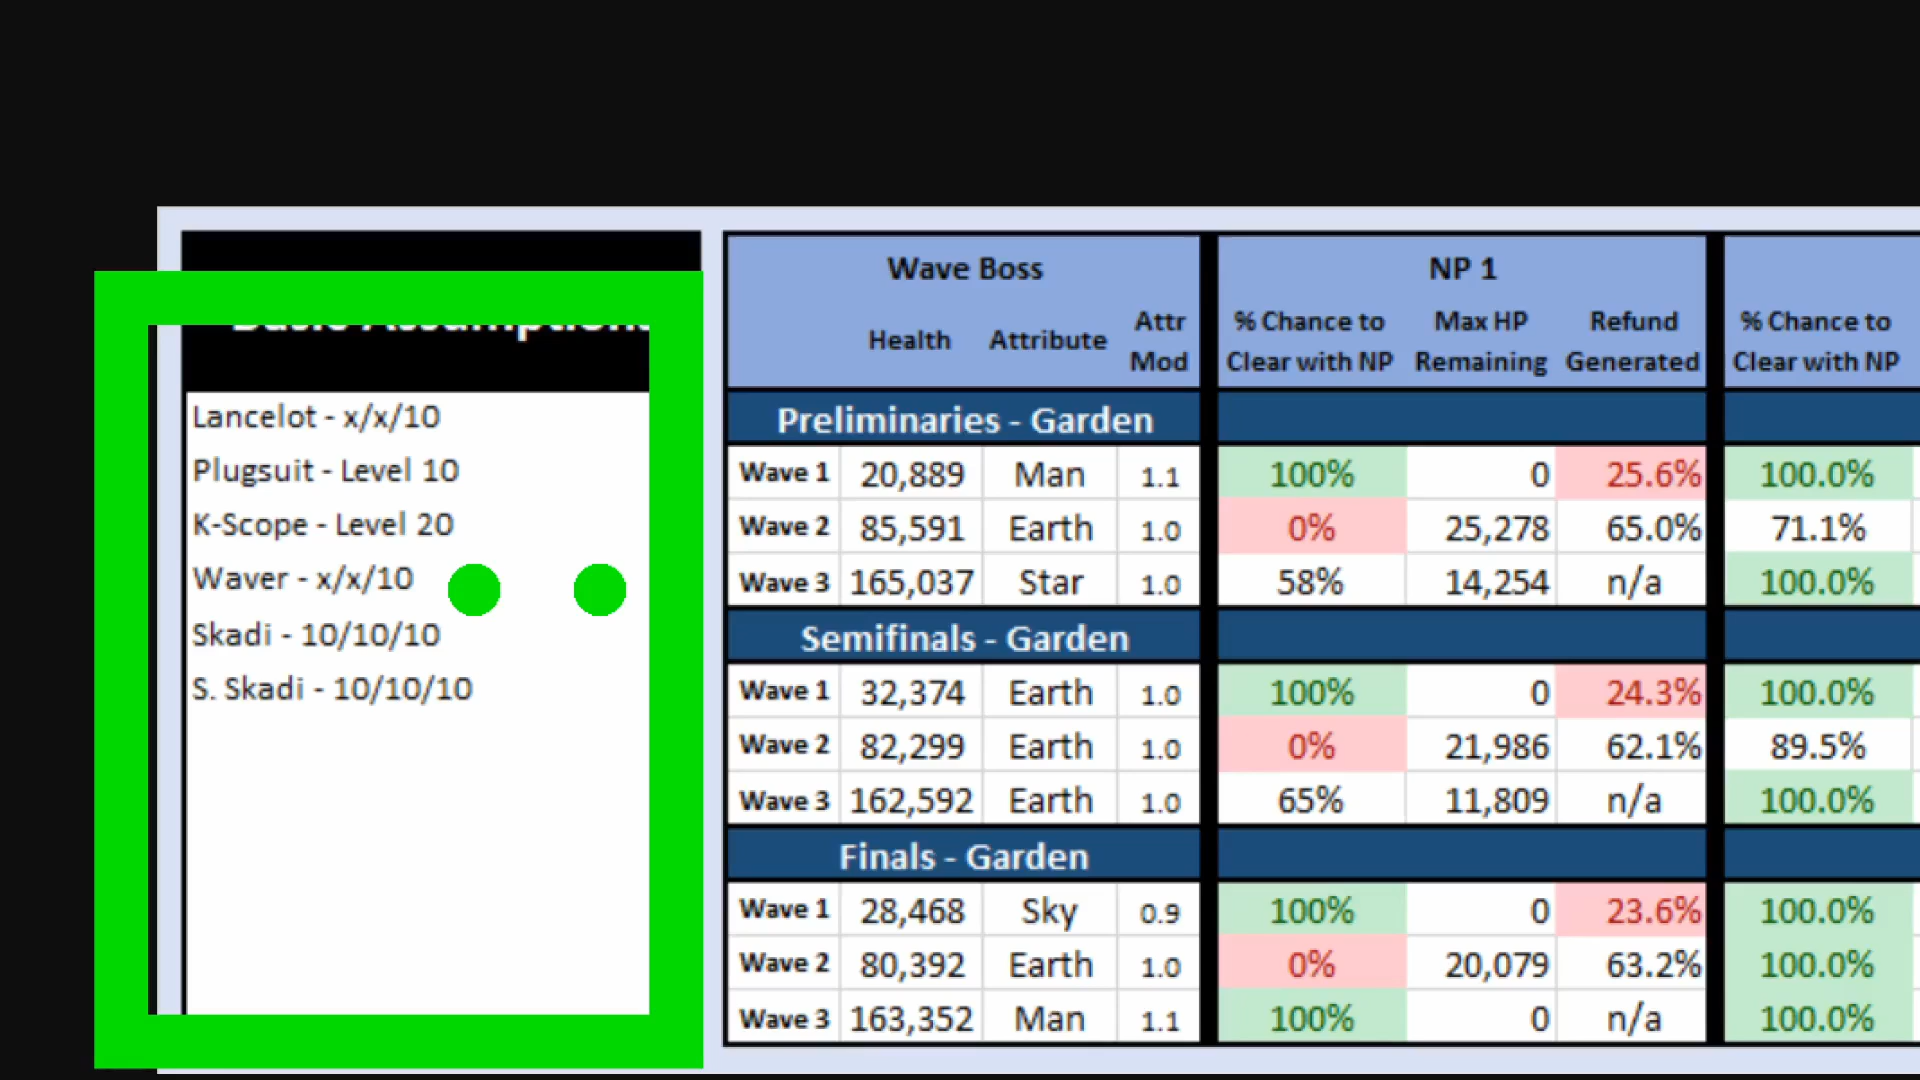 Basic Assumptions
Lancelot - x/x/10
Plugsuit - Level 10
K-Scope - Level 20
Waver - x/x/10
Skadi - 10/10/10
S. Skadi - 10/10/10
Wave Boss NP 1
Health Attribute Attr Mod % Chance to Clear with NP Max HP Remaining Refund Generated % Chance to Clear with NP
Preliminaries - Garden
Wave 1 20,889 Man 1.1 100% 0 25.6% 100.0%
Wave 2 85,591 Earth 1.0 0% 25,278 65.0% 71.1%
Wave 3 165,037 Star 1.0 58% 14,254 n/a 100.0%
Semifinals - Garden
Wave 1 32,374 Earth 1.0 100% 0 24.3% 100.0%
Wave 2 82,299 Earth 1.0 0% 21,986 62.1% 89.5%
Wave 3 162,592 Earth 1.0 65% 11,809 n/a 100.0%
Finals - Garden
Wave 1 28,468 Sky 0.9 100% 0 23.6% 100.0%
Wave 2 80,392 Earth 1.0 0% 20,079 63.2% 100.0%
Wave 3 163,352 Man 1.1 100% 0 n/a 100.0%